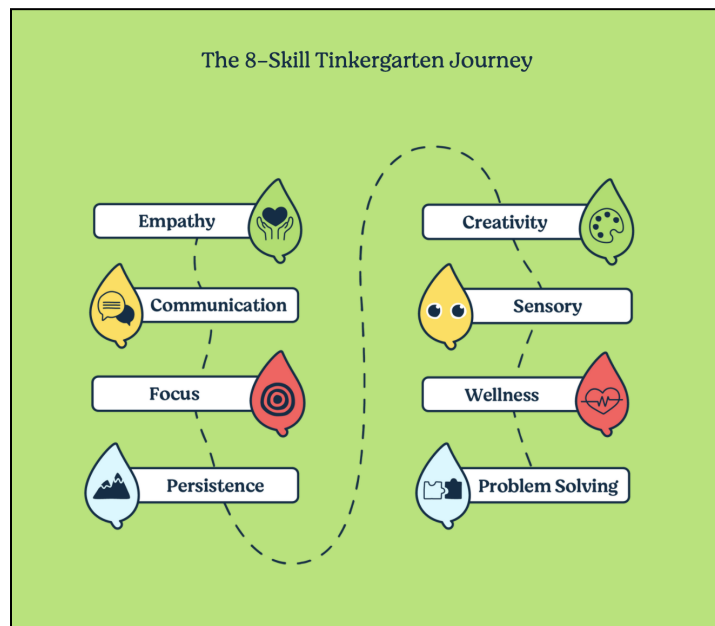 The 8-Skill Tinkergarten Journey
Empathy
Communication
Focus
Persistence
Creativity
Sensory
Wellness
Problem Solving